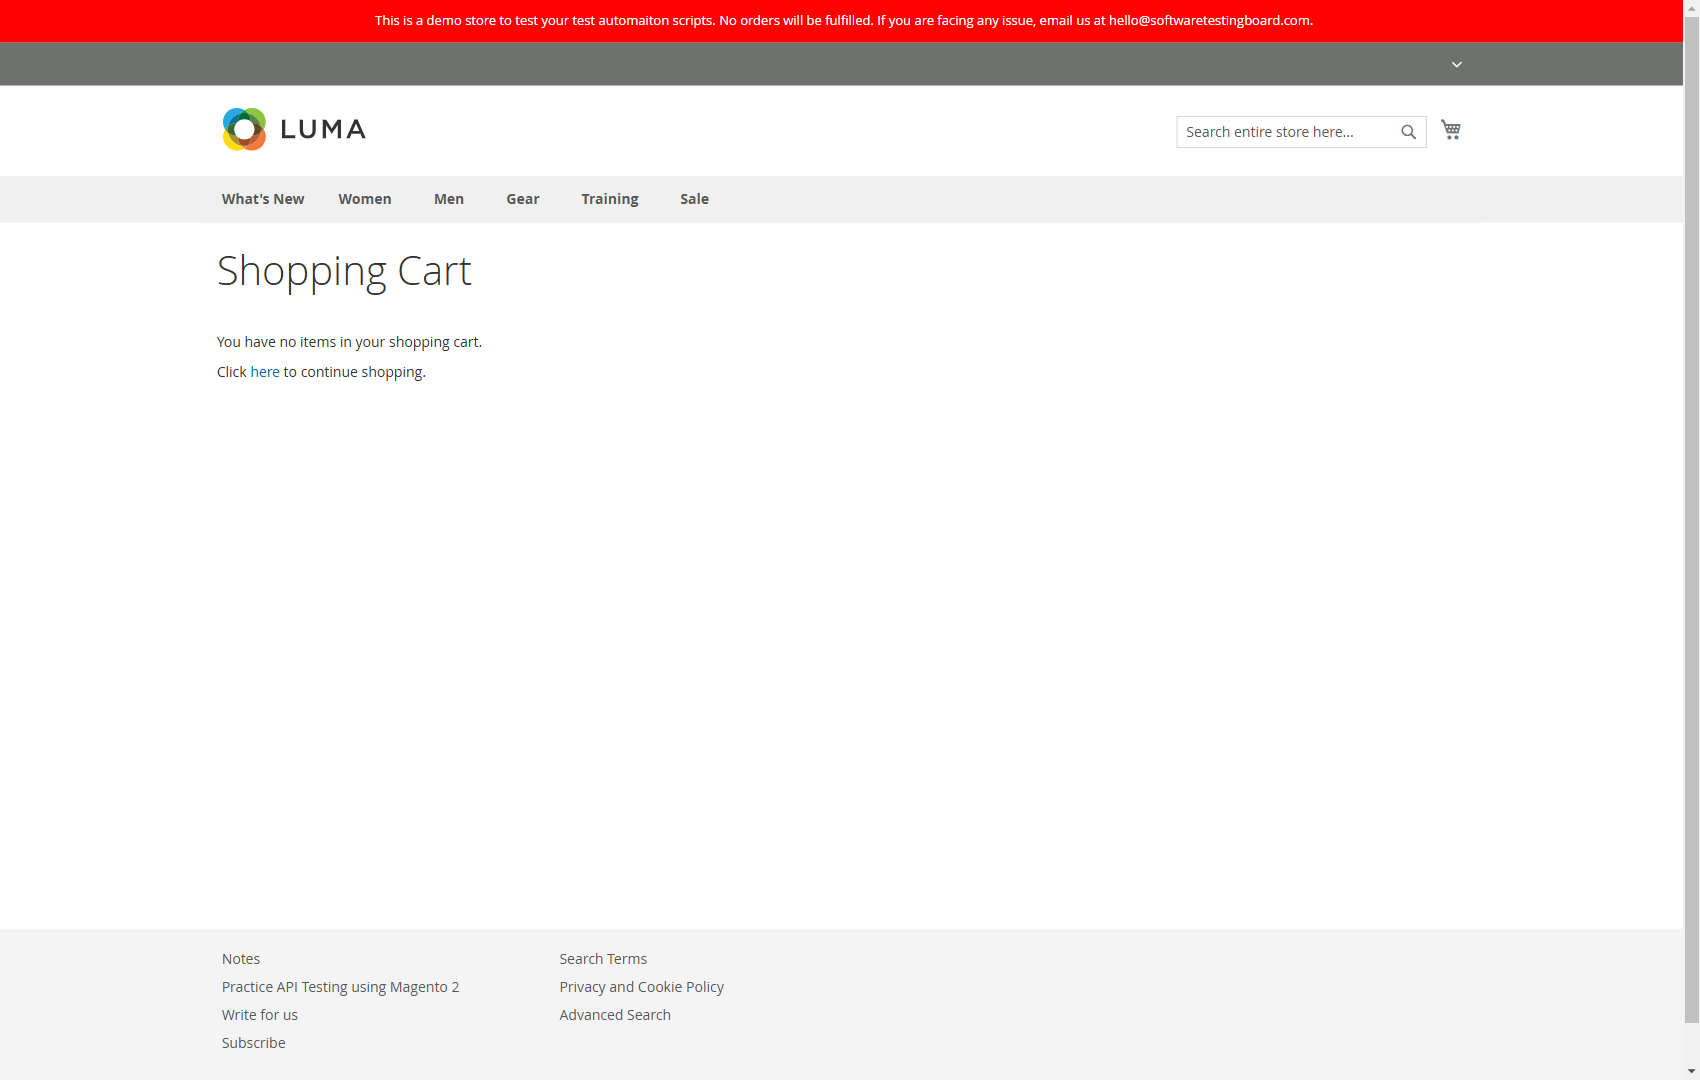 This is a demo store to test your test automaiton scripts. No orders will be fulfilled. If you are facing any issue, email us at hello@softwaretestingboard.com.
LUMA
Search entire store here...
What's New
Women
Men
Gear
Training
Sale
Shopping Cart
You have no items in your shopping cart.
Click here to continue shopping.
Notes
Practice API Testing using Magento 2
Write for us
Subscribe
Search Terms
Privacy and Cookie Policy
Advanced Search